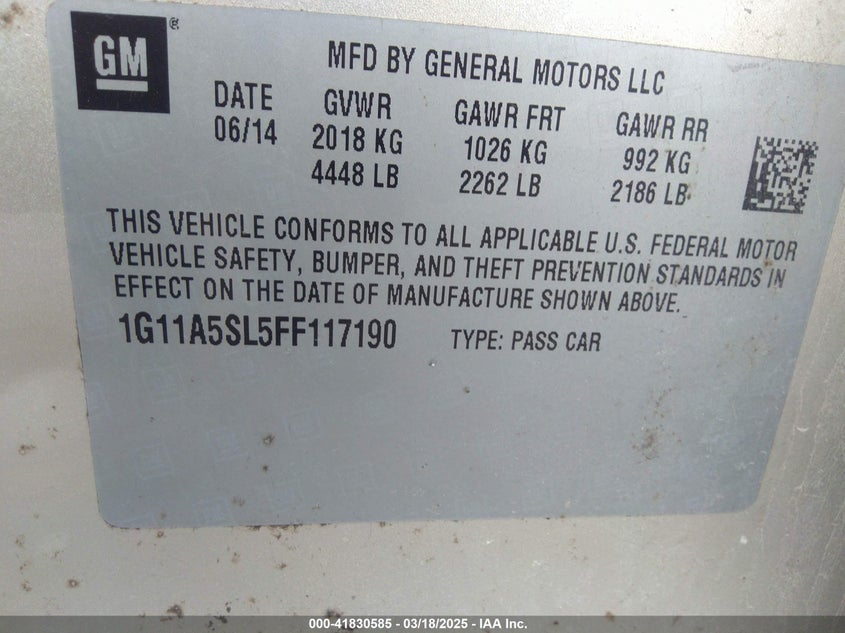 GM
®
MFD BY GENERAL MOTORS LLC
DATE GVWR GAWR FRT GAWR RR
06/14 2018 KG 1026 KG 992 KG
4448 LB 2262 LB 2186 LB
THIS VEHICLE CONFORMS TO ALL APPLICABLE U.S. FEDERAL MOTOR
VEHICLE SAFETY, BUMPER, AND THEFT PREVENTION STANDARDS IN
EFFECT ON THE DATE OF MANUFACTURE SHOWN ABOVE.
1G11A5SL5FF117190 TYPE: PASS CAR
000-41830585 - 03/18/2025 - IAA Inc.